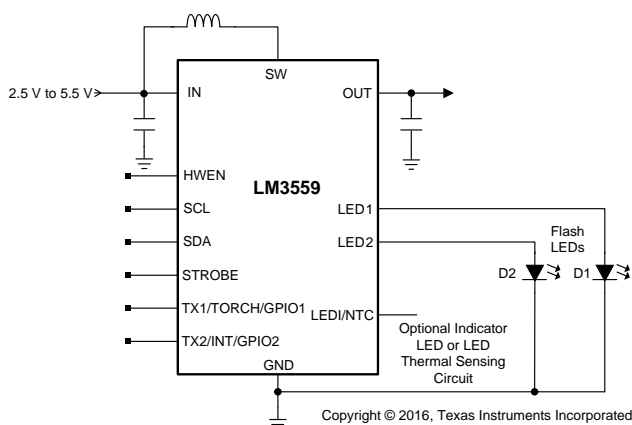 SW
2.5 V to 5.5 V
IN
OUT
HWEN
LM3559
SCL
LED1
SDA
LED2
Flash
LEDs
STROBE
D2
D1
TX1/TORCH/GPIO1
LEDI/NTC
Optional Indicator
LED or LED
Thermal Sensing
Circuit
TX2/INT/GPIO2
GND
Copyright © 2016, Texas Instruments Incorporated